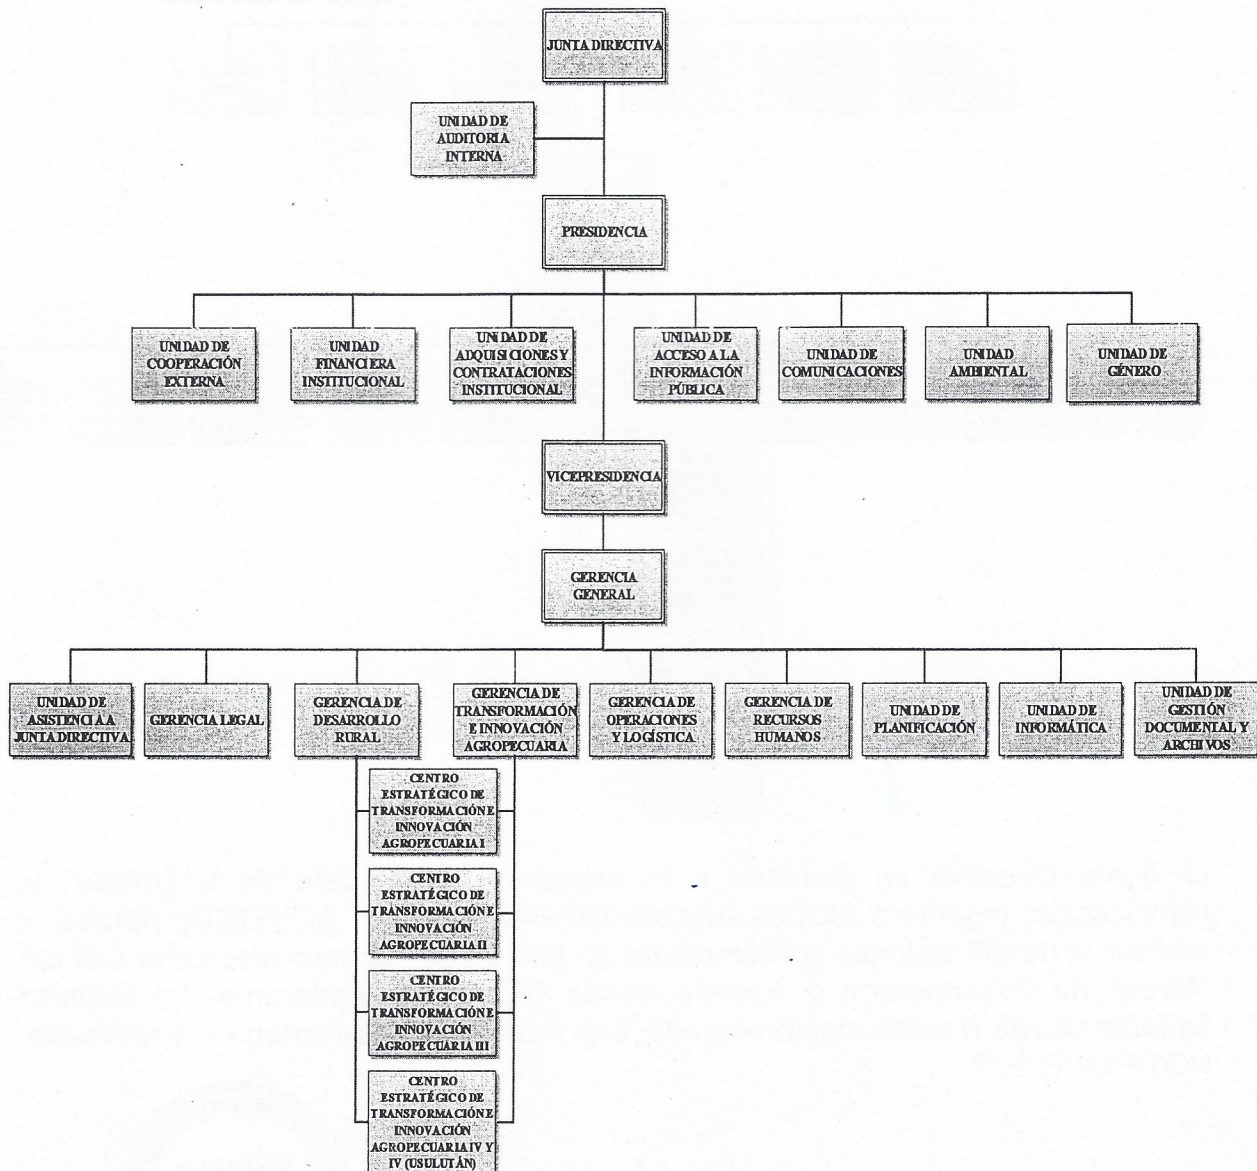 JUNTA DIRECTIVA
UNIDAD DE
AUDITORIA
INTERNA
PRESIDENCIA
UNIDAD DE
COOPERACIÓN
EXTERNA
UNIDAD
FINANCIERA
INSTITUCIONAL
UNIDAD DE
ADQUISICIONES Y
CONTRATACIONES
INSTITUCIONAL
UNIDAD DE
ACCESO A LA
INFORMACIÓN
PÚBLICA
UNIDAD DE
COMUNICACIONES
UNIDAD
AMBIENTAL
UNIDAD DE
GÉNERO
VICEPRESIDENCIA
GERENCIA
GENERAL
UNIDAD DE
ASISTENCIA A
JUNTA DIRECTIVA
GERENCIA LEGAL
GERENCIA DE
DESARROLLO
RURAL
GERENCIA DE
TRANSFORMACIÓN
E INNOVACIÓN
AGROPECUARIA
GERENCIA DE
OPERACIONES
Y LOGÍSTICA
GERENCIA DE
RECURSOS
HUMANOS
UNIDAD DE
PLANIFICACIÓN
UNIDAD DE
INFORMÁTICA
UNIDAD DE
GESTIÓN
DOCUMENTAL Y
ARCHIVOS
CENTRO
ESTRATÉGICO DE
TRANSFORMACIÓN E
INNOVACIÓN
AGROPECUARIA I
CENTRO
ESTRATÉGICO DE
TRANSFORMACIÓN E
INNOVACIÓN
AGROPECUARIA II
CENTRO
ESTRATÉGICO DE
TRANSFORMACIÓN E
INNOVACIÓN
AGROPECUARIA III
CENTRO
ESTRATÉGICO DE
TRANSFORMACIÓN E
INNOVACIÓN
AGROPECUARIA IV Y
IV (USULUTÁN)